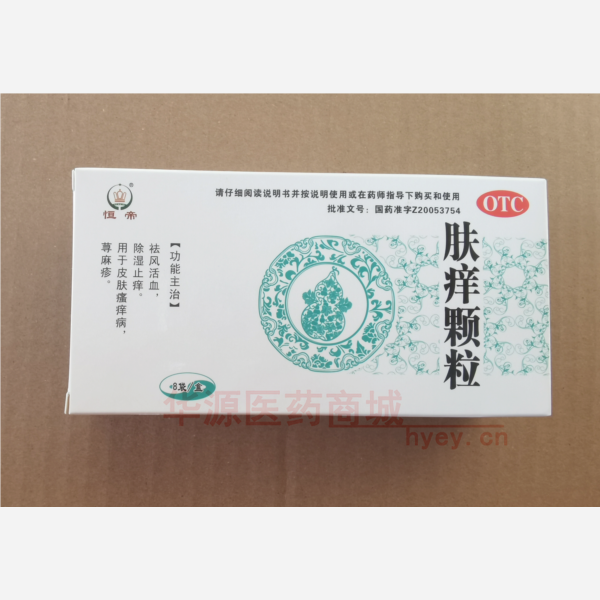 恒帝
请仔细阅读说明书并按说明使用或在药师指导下购买和使用
批准文号：国药准字Z20053754
OTC
肤痒颗粒
【功能主治】
祛风活血，
除湿止痒。
用于皮肤瘙痒病，
荨麻疹。
8袋/盒
华源医药商城
hyey.cn